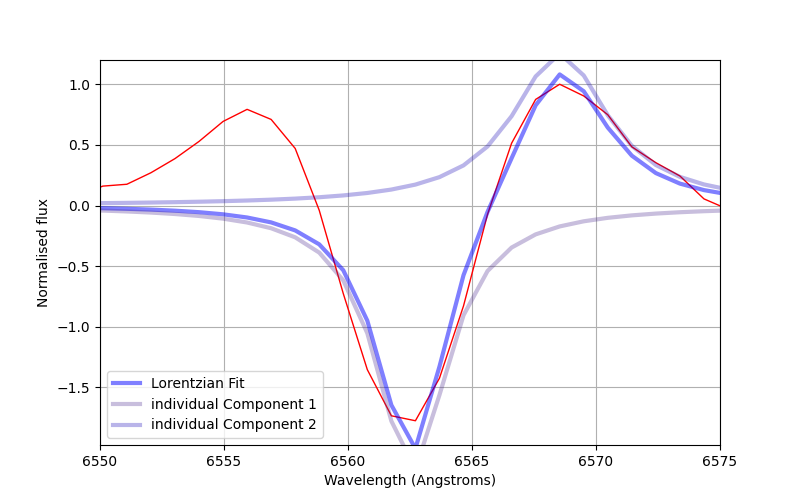 1.0
0.5
0.0
−0.5
−1.0
−1.5
Normalised flux
Lorentzian Fit
individual Component 1
individual Component 2
6550 6555 6560 6565 6570 6575
Wavelength (Angstroms)